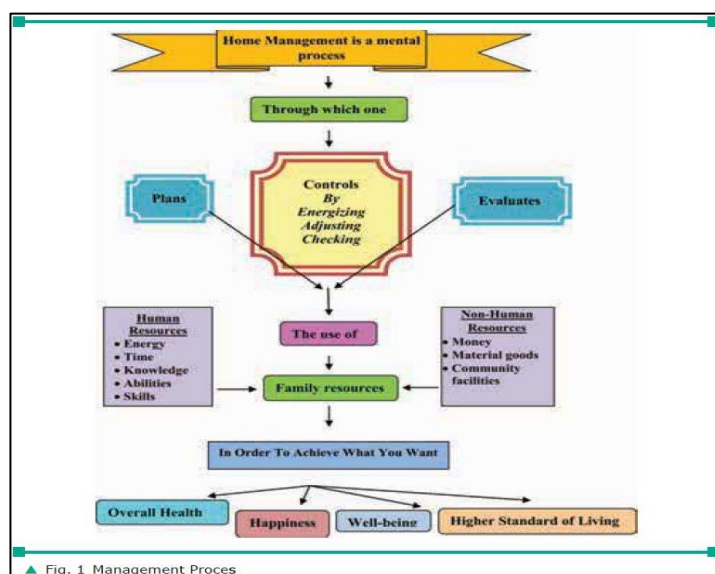 Home Management is a mental
process
Through which one
Plans
Controls
By
Energizing
Adjusting
Checking
Evaluates
The use of
Human
Resources
• Energy
• Time
• Knowledge
• Abilities
• Skills
Non-Human
Resources
• Money
• Material goods
• Community
facilities
Family resources
In Order To Achieve What You Want
Overall Health
Happiness
Well-being
Higher Standard of Living
▲ Fig. 1 Management Proces